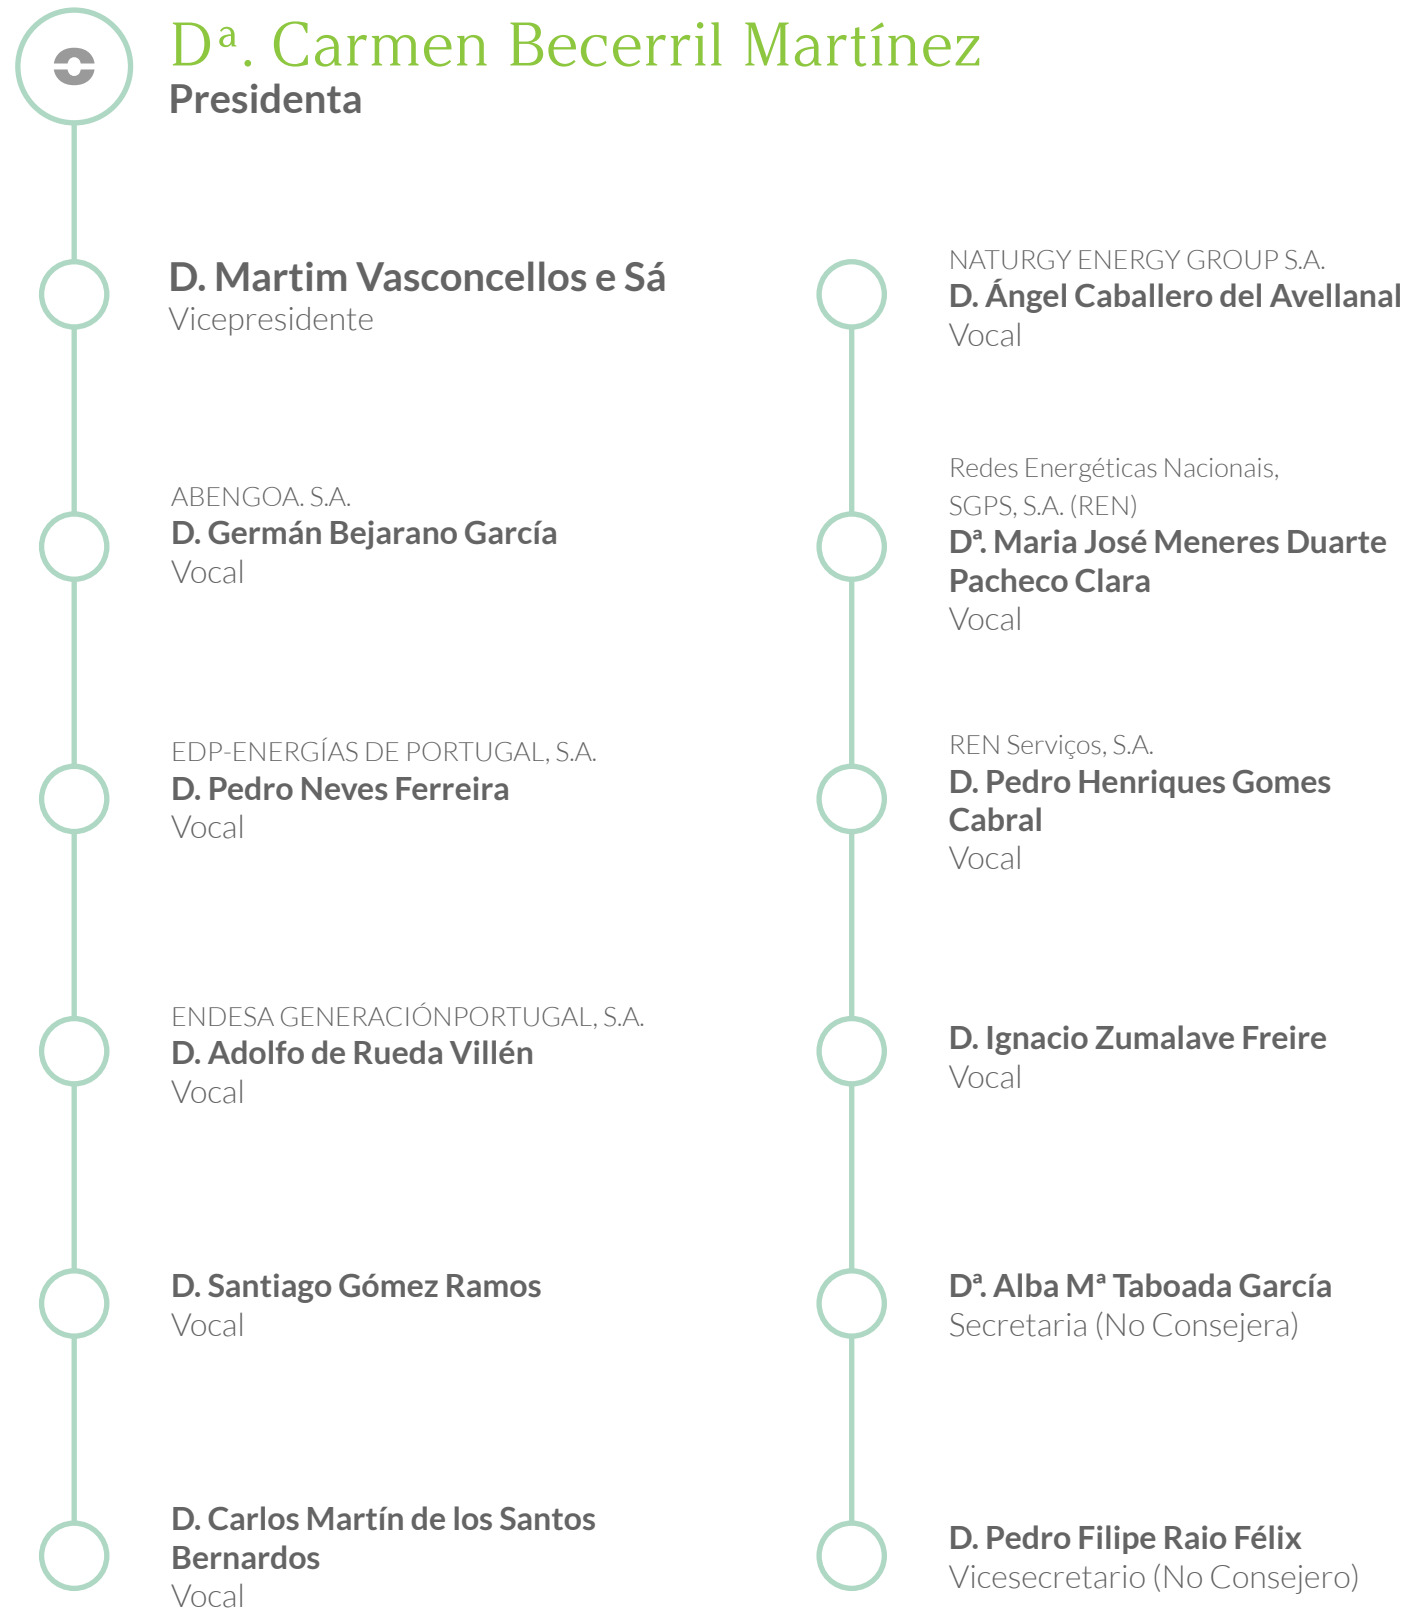 Dª. Carmen Becerril Martínez
Presidenta
D. Martim Vasconcellos e Sá
Vicepresidente
ABENGOA. S.A.
D. Germán Bejarano García
Vocal
EDP-ENERGÍAS DE PORTUGAL, S.A.
D. Pedro Neves Ferreira
Vocal
ENDESA GENERACIÓNPORTUGAL, S.A.
D. Adolfo de Rueda Villén
Vocal
D. Santiago Gómez Ramos
Vocal
D. Carlos Martín de los Santos
Bernardos
Vocal
NATURGY ENERGY GROUP S.A.
D. Ángel Caballero del Avellanal
Vocal
Redes Energéticas Nacionais,
SGPS, S.A. (REN)
Dª. Maria José Meneres Duarte
Pacheco Clara
Vocal
REN Serviços, S.A.
D. Pedro Henriques Gomes
Cabral
Vocal
D. Ignacio Zumalave Freire
Vocal
Dª. Alba Mª Taboada García
Secretaria (No Consejera)
D. Pedro Filipe Raio Félix
Vicesecretario (No Consejero)